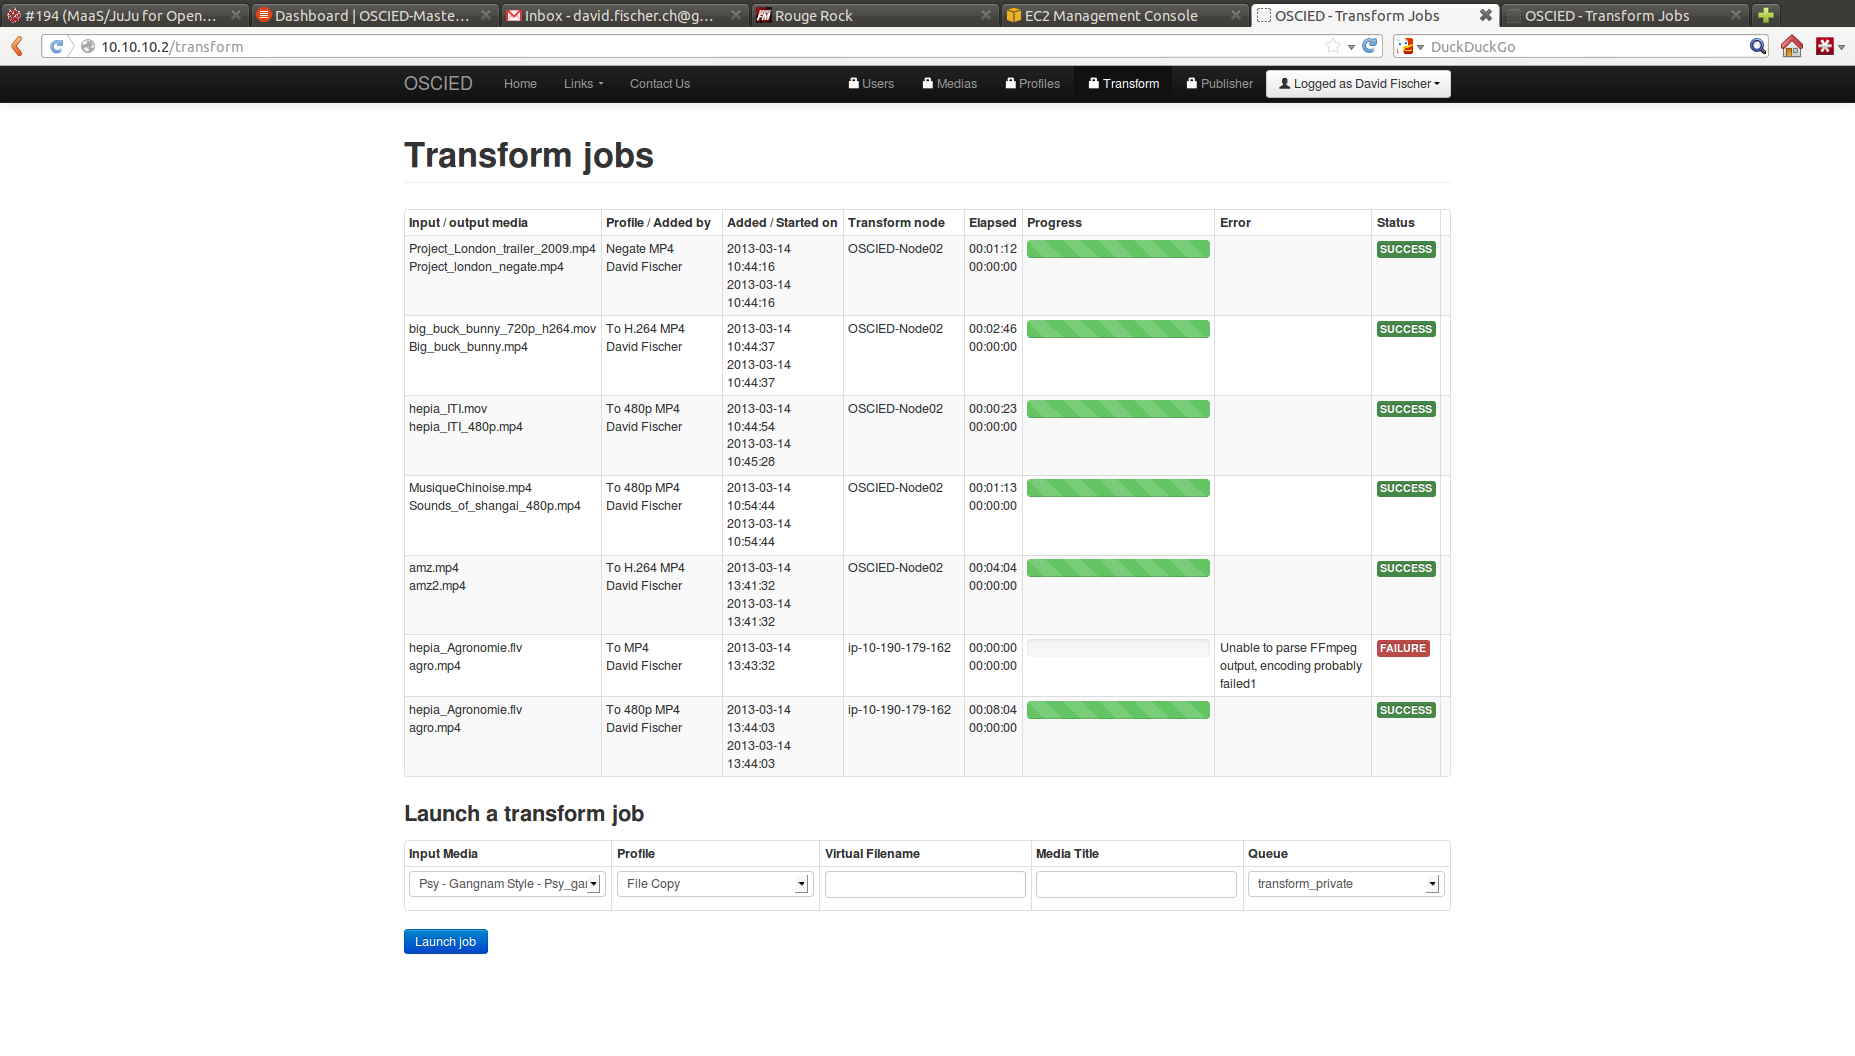 #194 (MaaS/JuJu for Open...
Dashboard | OSCIED-Maste...
Inbox - david.fischer.ch@g...
FM Rouge Rock
EC2 Management Console
OSCIED - Transform Jobs
OSCIED - Transform Jobs
10.10.10.2/transform
DuckDuckGo
OSCIED Home Links Contact Us Users Medias Profiles Transform Publisher Logged as David Fischer
Transform jobs
Input / output media Profile / Added by Added / Started on Transform node Elapsed Progress Error Status
Project_London_trailer_2009.mp4 Negate MP4 2013-03-14 OSCIED-Node02 00:01:12 SUCCESS
Project_london_negate.mp4 David Fischer 10:44:16 00:00:00
2013-03-14
10:44:16
big_buck_bunny_720p_h264.mov To H.264 MP4 2013-03-14 OSCIED-Node02 00:02:46 SUCCESS
Big_buck_bunny.mp4 David Fischer 10:44:37 00:00:00
2013-03-14
10:44:37
hepia_ITI.mov To 480p MP4 2013-03-14 OSCIED-Node02 00:00:23 SUCCESS
hepia_ITI_480p.mp4 David Fischer 10:44:54 00:00:00
2013-03-14
10:45:28
MusiqueChinoise.mp4 To 480p MP4 2013-03-14 OSCIED-Node02 00:01:13 SUCCESS
Sounds_of_shangai_480p.mp4 David Fischer 10:54:44 00:00:00
2013-03-14
10:54:44
amz.mp4 To H.264 MP4 2013-03-14 OSCIED-Node02 00:04:04 SUCCESS
amz2.mp4 David Fischer 13:41:32 00:00:00
2013-03-14
13:41:32
hepia_Agronomie.flv To MP4 2013-03-14 ip-10-190-179-162 00:00:00 Unable to parse FFmpeg FAILURE
agro.mp4 David Fischer 13:43:32 00:00:00 output, encoding probably
failed1
hepia_Agronomie.flv To 480p MP4 2013-03-14 ip-10-190-179-162 00:08:04 SUCCESS
agro.mp4 David Fischer 13:44:03 00:00:00
2013-03-14
13:44:03
Launch a transform job
Input Media Profile Virtual Filename Media Title Queue
Psy - Gangnam Style - Psy_ga File Copy transform_private
Launch job